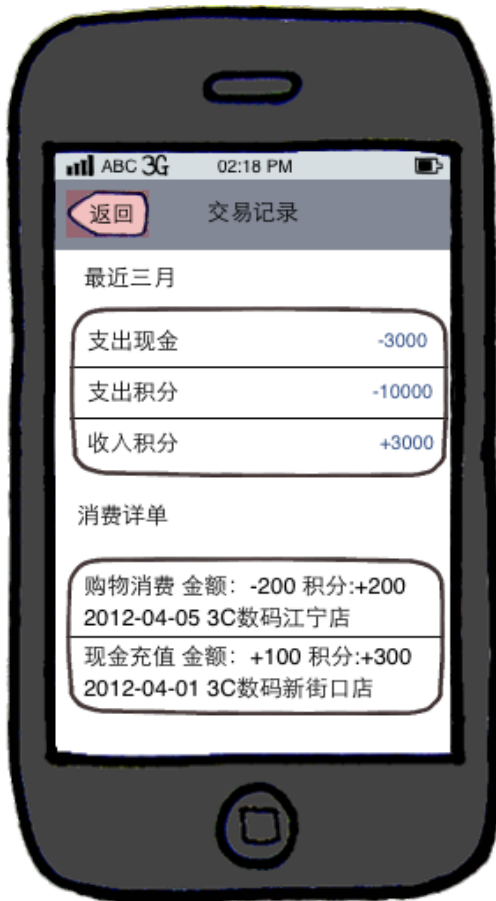 ABC 3G 02:18 PM
返回 交易记录
最近三月
支出现金 -3000
支出积分 -10000
收入积分 +3000
消费详单
购物消费 金额：-200 积分:+200
2012-04-05 3C数码江宁店
现金充值 金额：+100 积分:+300
2012-04-01 3C数码新街口店